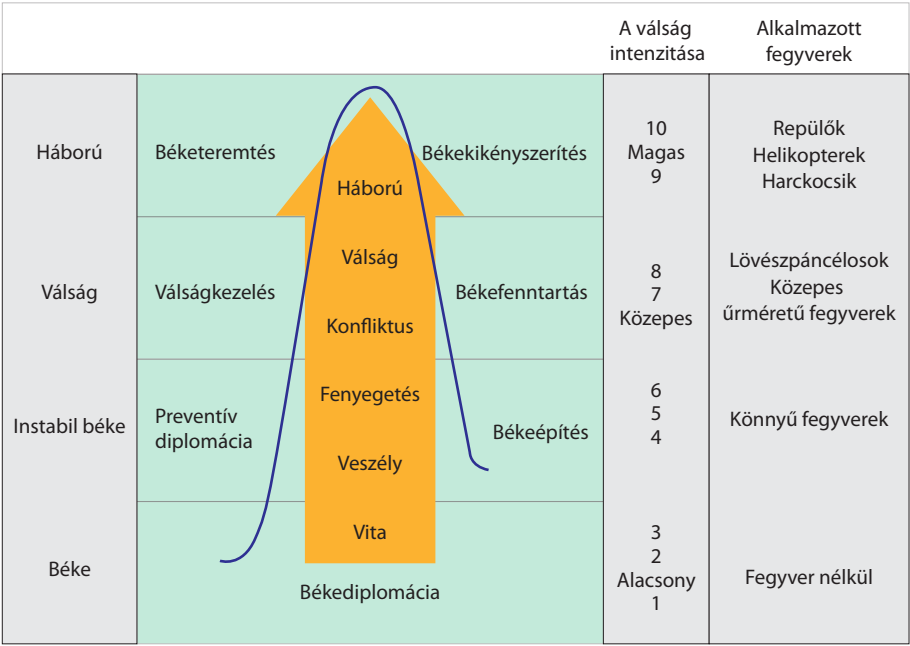 A válság
intenzitása
Alkalmazott
fegyverek
Háború
Béketeremtés
Békekikényszerítés
Háború
10
Magas
9
Repülők
Helikopterek
Harckocsik
Válság
Válságkezelés
Válság
Konfliktus
Békefenntartás
8
7
Közepes
Lövészpáncélosok
Közepes
űrméretű fegyverek
Instabil béke
Preventív
diplomácia
Fenyegetés
Veszély
Békeépítés
6
5
4
Könnyű fegyverek
Béke
Vita
Békediplomácia
3
2
Alacsony
1
Fegyver nélkül